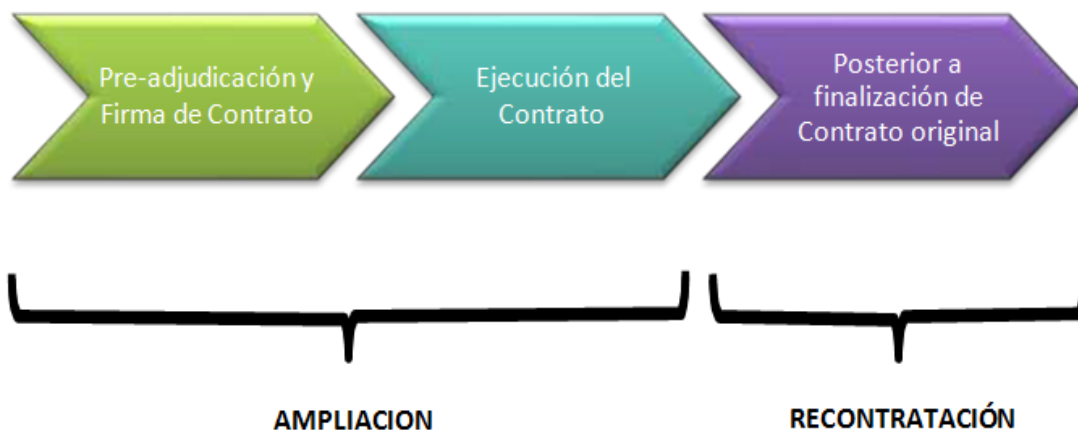 Pre-adjudicación y
Firma de Contrato
Ejecución del
Contrato
Posterior a
finalización de
Contrato original
AMPLIACION
RECONTRATACIÓN